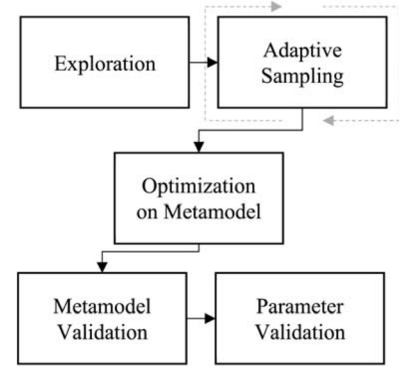 Exploration
Adaptive
Sampling
Optimization
on Metamodel
Metamodel
Validation
Parameter
Validation